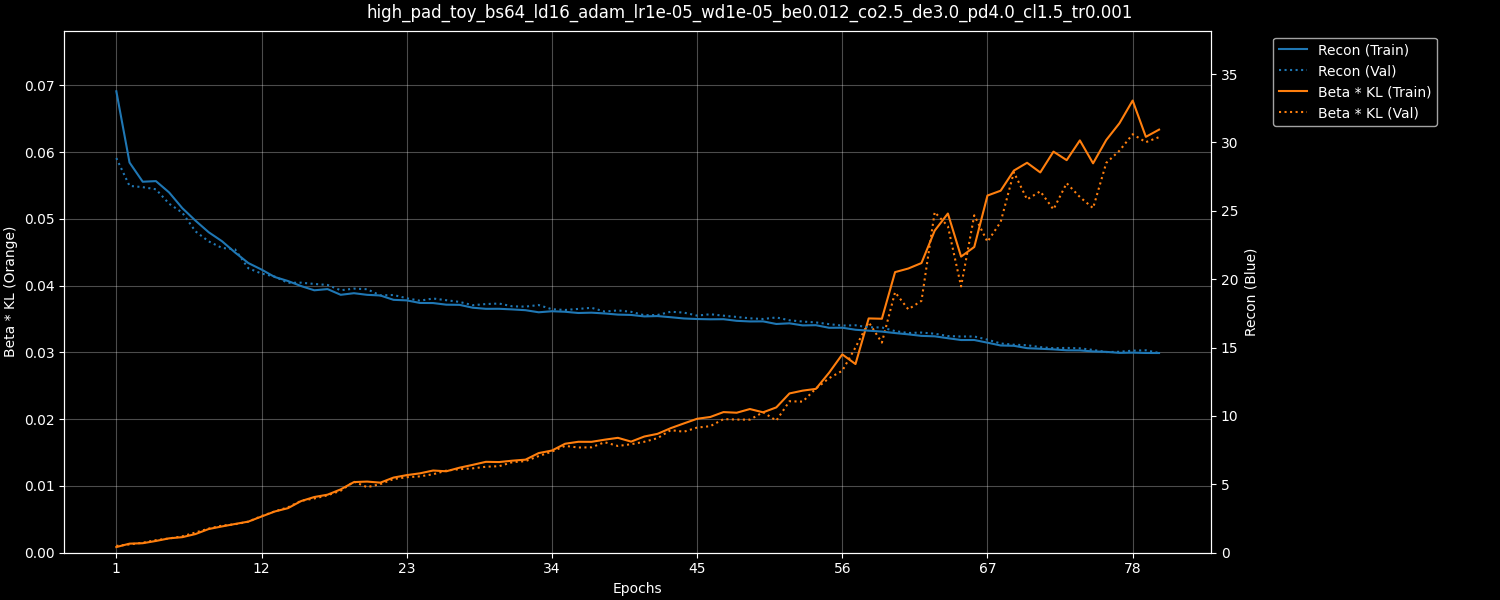 high_pad_toy_bs64_ld16_adam_lr1e-05_wd1e-05_be0.012_co2.5_de3.0_pd4.0_cl1.5_tr0.001
Recon (Train)
Recon (Val)
Beta * KL (Train)
Beta * KL (Val)
Beta * KL (Orange)
0.07
0.06
0.05
0.04
0.03
0.02
0.01
0.00
35
30
25
20
15
10
5
0
Recon (Blue)
1 12 23 34 45 56 67 78
Epochs